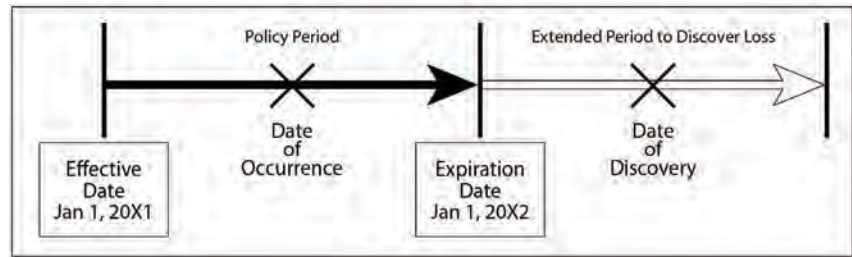 Policy Period
Extended Period to Discover Loss
Date
of
Occurrence
Date
of
Discovery
Effective
Date
Jan 1, 20X1
Expiration
Date
Jan 1, 20X2